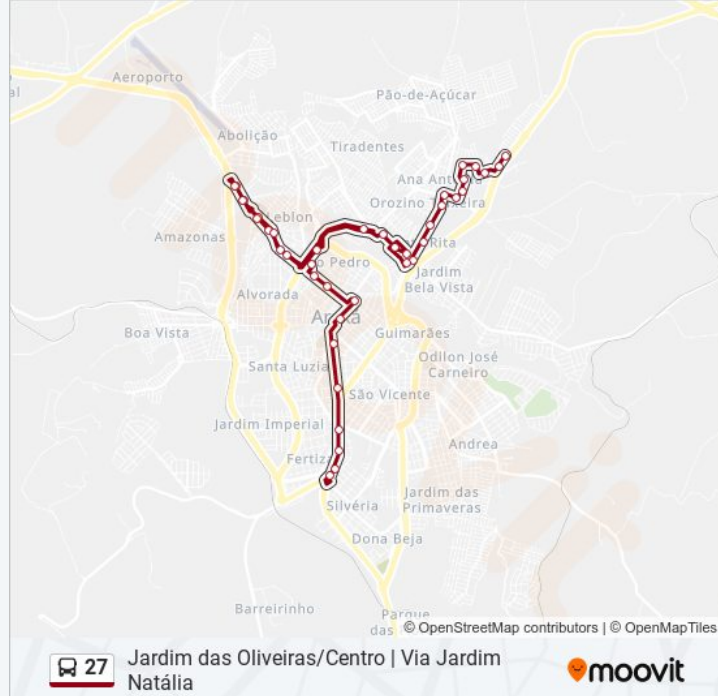 al
Aeroporto
Pão-de-Açúcar
Abolição
Tiradentes
Ana Ant
Leblon
Orozino
Amazonas
Rita
o Pedro
Jardim
Bela Vista
Alvorada
Boa Vista
Guimarães
Odilon José
Carneiro
Santa Luzia
São Vicente
Jardim Imperial
Andrea
Fertiza
Jardim das
Primaveras
Silvéria
Dona Beja
Barreirinho
Parque
das
© OpenStreetMap contributors | © OpenMapTiles
27
Jardim das Oliveiras/Centro | Via Jardim
Natália
moovit